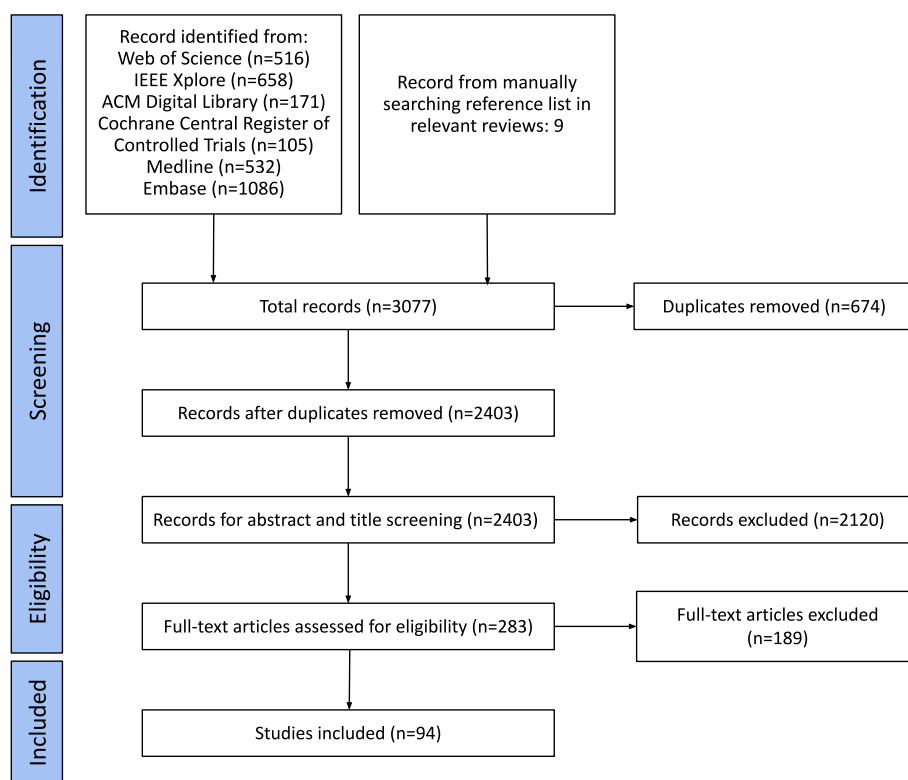 Identification
Record identified from:
Web of Science (n=516)
IEEE Xplore (n=658)
ACM Digital Library (n=171)
Cochrane Central Register of
Controlled Trials (n=105)
Medline (n=532)
Embase (n=1086)
Record from manually
searching reference list in
relevant reviews: 9
Screening
Total records (n=3077)
Duplicates removed (n=674)
Records after duplicates removed (n=2403)
Eligibility
Records for abstract and title screening (n=2403)
Records excluded (n=2120)
Full-text articles assessed for eligibility (n=283)
Full-text articles excluded
(n=189)
Included
Studies included (n=94)